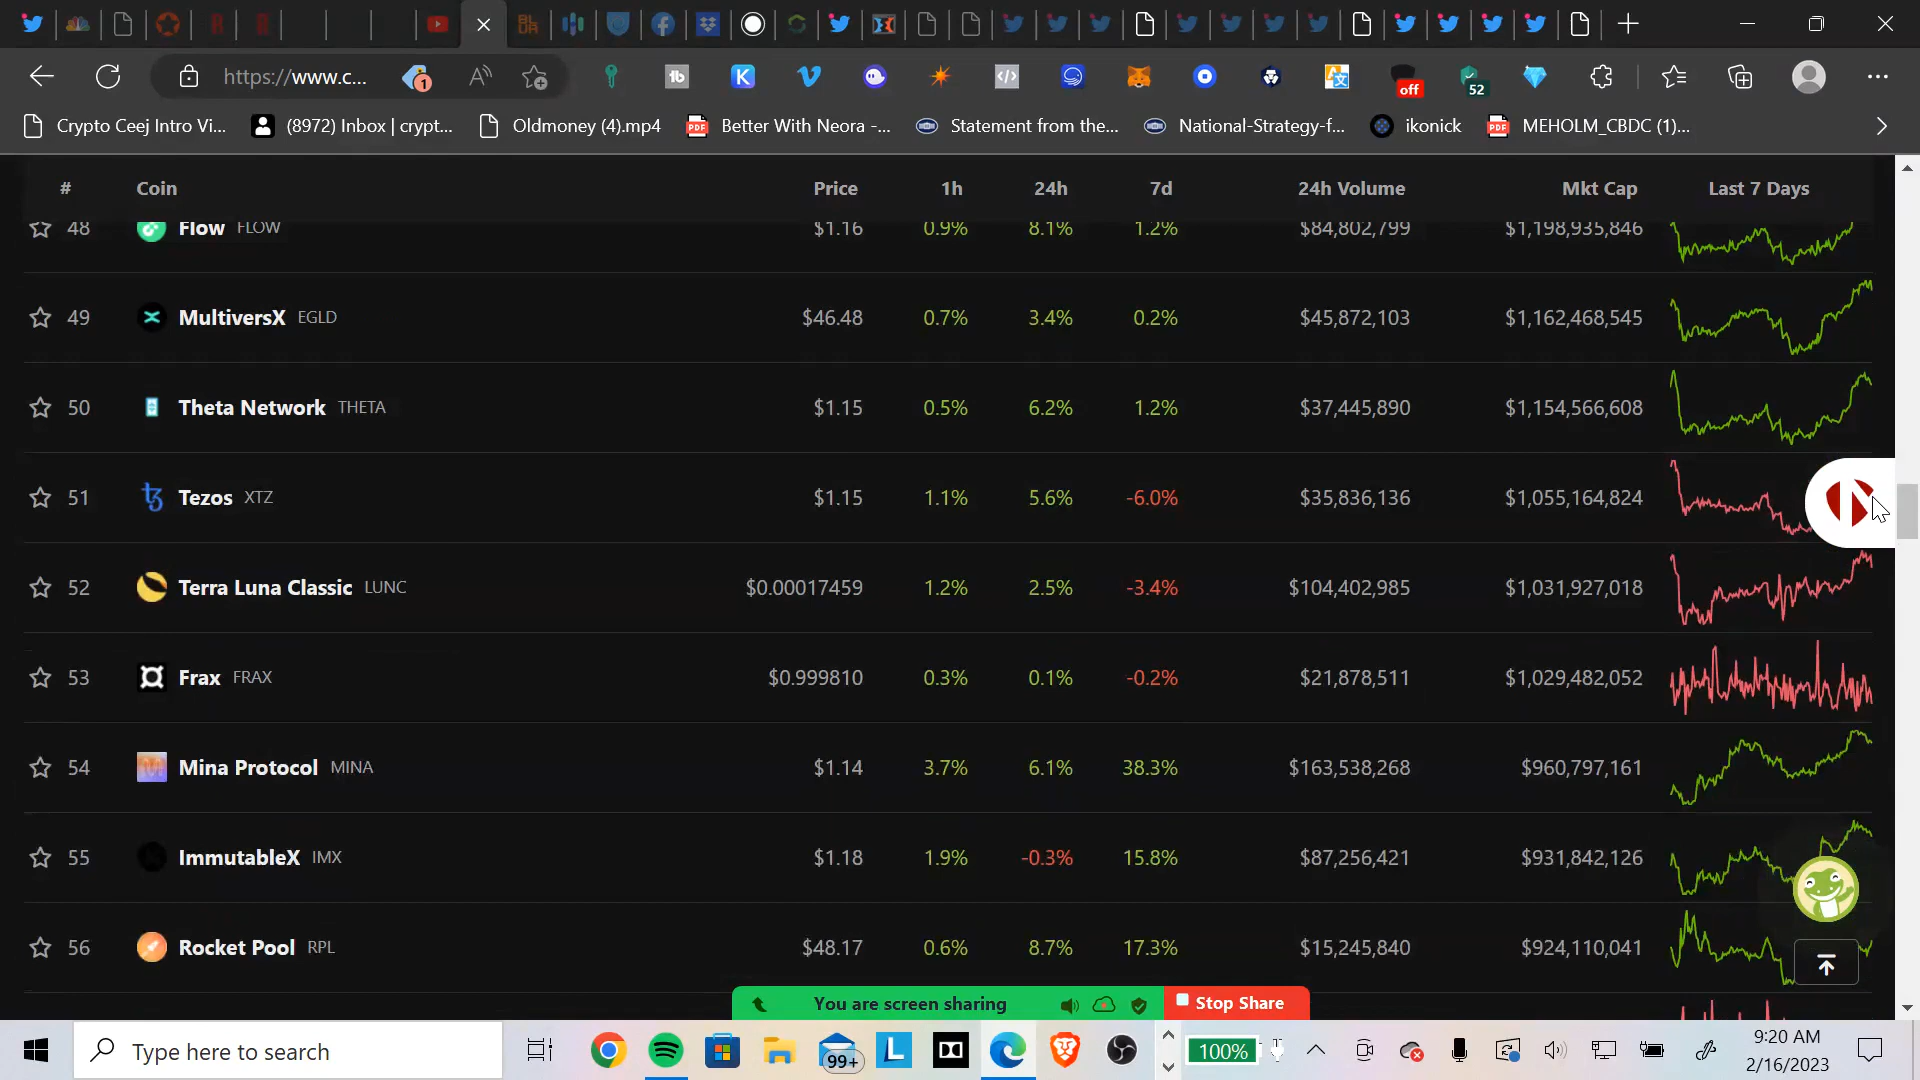 https://www.c...
1
off
52
Crypto Ceej Intro Vi...
(8972) Inbox | crypt...
Oldmoney (4).mp4
Better With Neora -...
Statement from the...
National-Strategy-f...
ikonick
MEHOLM_CBDC (1)...
# Coin Price 1h 24h 7d 24h Volume Mkt Cap Last 7 Days
48 Flow FLOW $1.16 0.9% 8.1% 1.2% $84,802,799 $1,198,935,846
49 MultiversX EGLD $46.48 0.7% 3.4% 0.2% $45,872,103 $1,162,468,545
50 Theta Network THETA $1.15 0.5% 6.2% 1.2% $37,445,890 $1,154,566,608
51 Tezos XTZ $1.15 1.1% 5.6% -6.0% $35,836,136 $1,055,164,824
52 Terra Luna Classic LUNC $0.00017459 1.2% 2.5% -3.4% $104,402,985 $1,031,927,018
53 Frax FRAX $0.999810 0.3% 0.1% -0.2% $21,878,511 $1,029,482,052
54 Mina Protocol MINA $1.14 3.7% 6.1% 38.3% $163,538,268 $960,797,161
55 ImmutableX IMX $1.18 1.9% -0.3% 15.8% $87,256,421 $931,842,126
56 Rocket Pool RPL $48.17 0.6% 8.7% 17.3% $15,245,840 $924,110,041
You are screen sharing
Stop Share
Type here to search
99+
L
100%
9:20 AM
2/16/2023